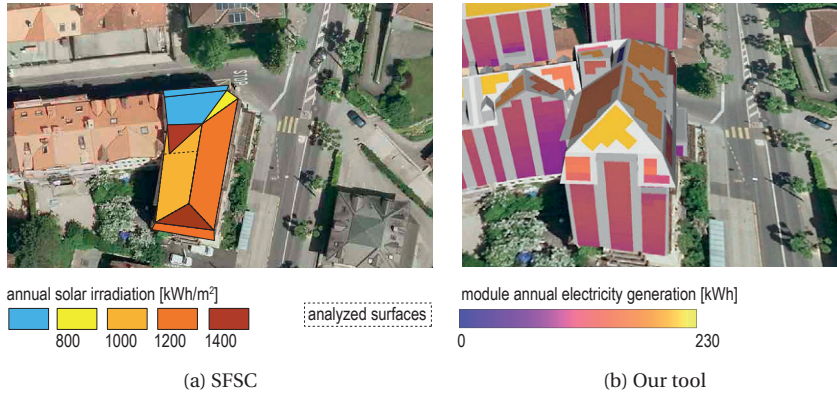 STOP
annual solar irradiation [kWh/m²]
800 1000 1200 1400
analyzed surfaces
module annual electricity generation [kWh]
0 230
(a) SFSC
(b) Our tool